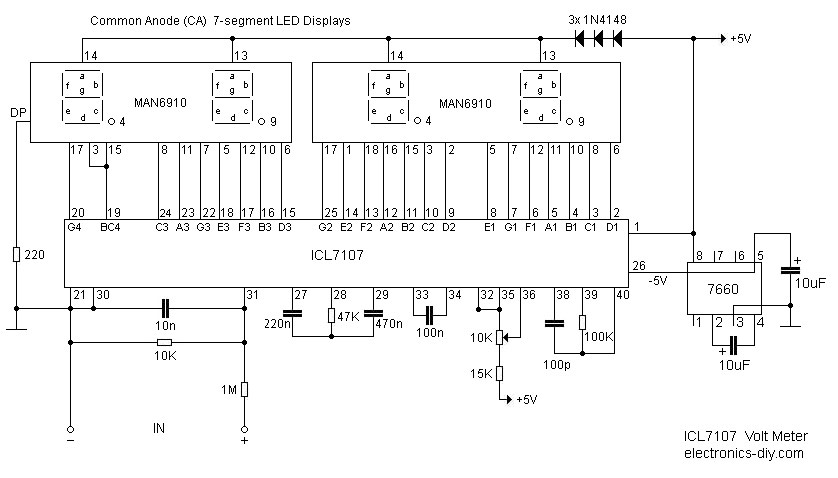 Common Anode (CA) 7-segment LED Displays
3x 1N4148
+5V
14 13 14 13
a a a a
f b f b f b f b
g g g g
MAN6910 MAN6910
e c e c e c e c
d d d d
DP 4 9 4 9
17 3 15 8 11 7 5 12 10 6 17 1 18 16 15 3 2 5 7 12 11 10 8 6
20 19 24 23 22 18 17 16 15 25 14 13 12 11 10 9 8 7 6 5 4 3 2 1
G4 BC4 C3 A3 G3 E3 F3 B3 D3 G2 E2 F2 A2 B2 C2 D2 E1 G1 F1 A1 B1 C1 D1
220
ICL7107
26
-5V
8 7 6 5
7660
+
10uF
21 30 31 27 28 29 33 34 32 35 36 38 39 40
1 2 3 4
10n 220n 47K 470n 100n 10K 100K
+
10uF
10K 15K 100p
1M
+5V
IN
– +
ICL7107 Volt Meter
electronics-diy.com